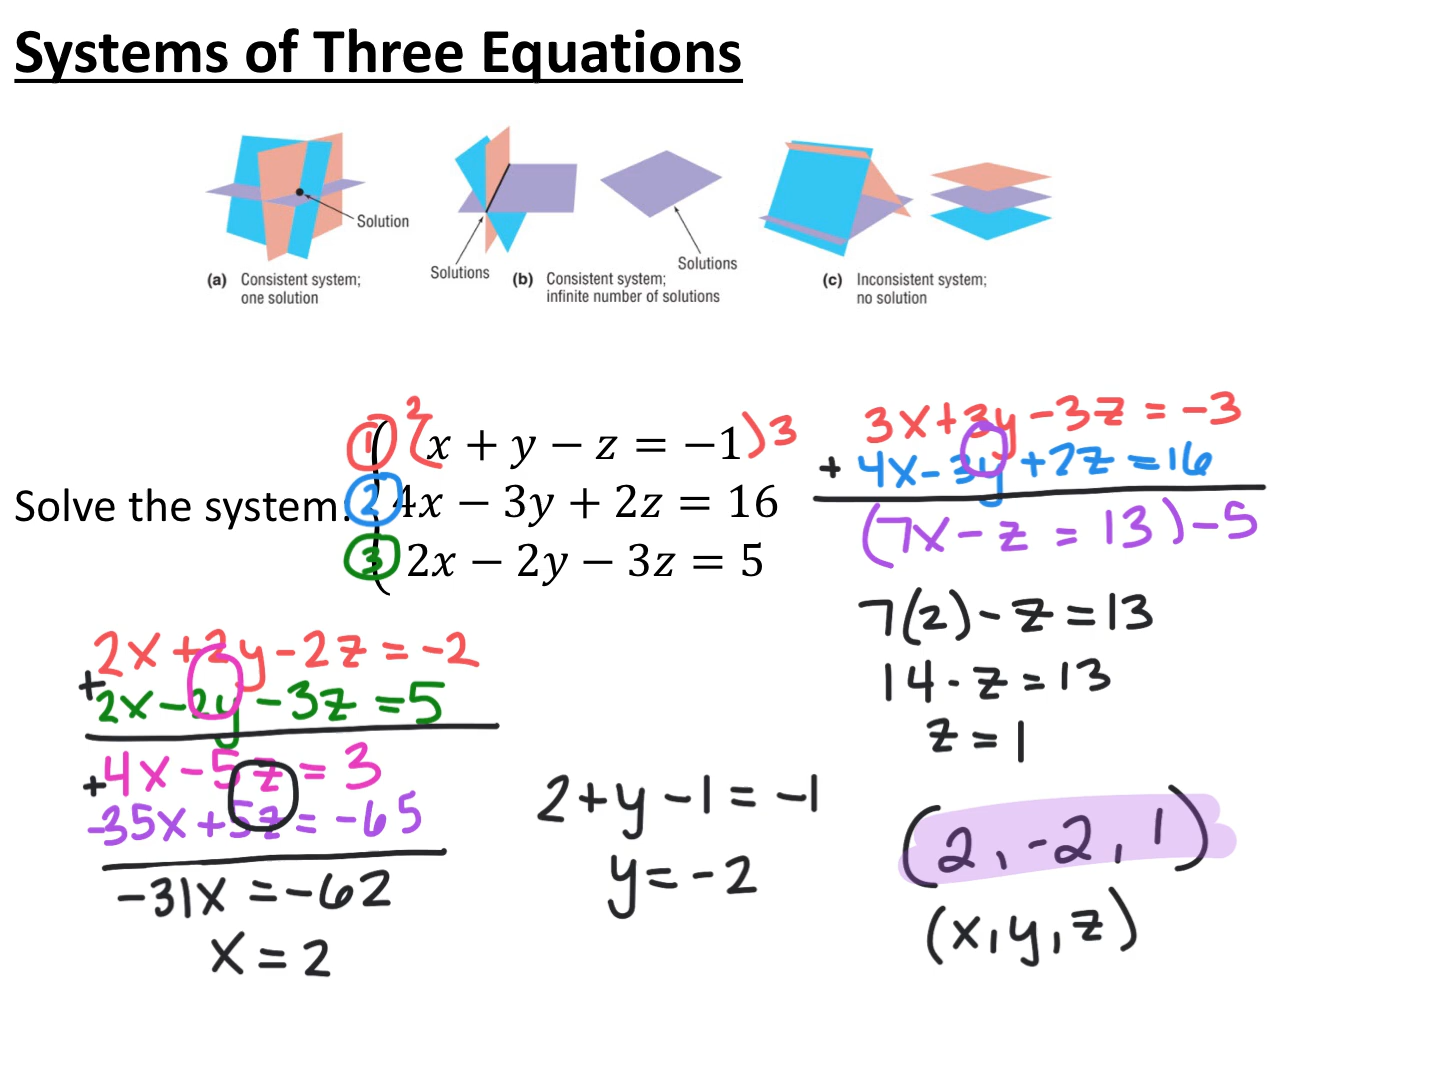 Systems of Three Equations
Solution
Solutions
Solutions
(a) Consistent system;
one solution
(b) Consistent system;
infinite number of solutions
(c) Inconsistent system;
no solution
Solve the system:
① 2(x + y − z = −1)3
② 4x − 3y + 2z = 16
③ 2x − 2y − 3z = 5
3x+3y-3z = -3
+ 4x-3y+2z = 16
(7x-z = 13)-5
7(2)-z = 13
14-z = 13
z = 1
2x+2y-2z = -2
+ 2x-2y-3z = 5
+ 4x-5z = 3
-35x+5z = -65
-31x = -62
x = 2
2+y-1 = -1
y = -2
(2, -2, 1)
(x, y, z)